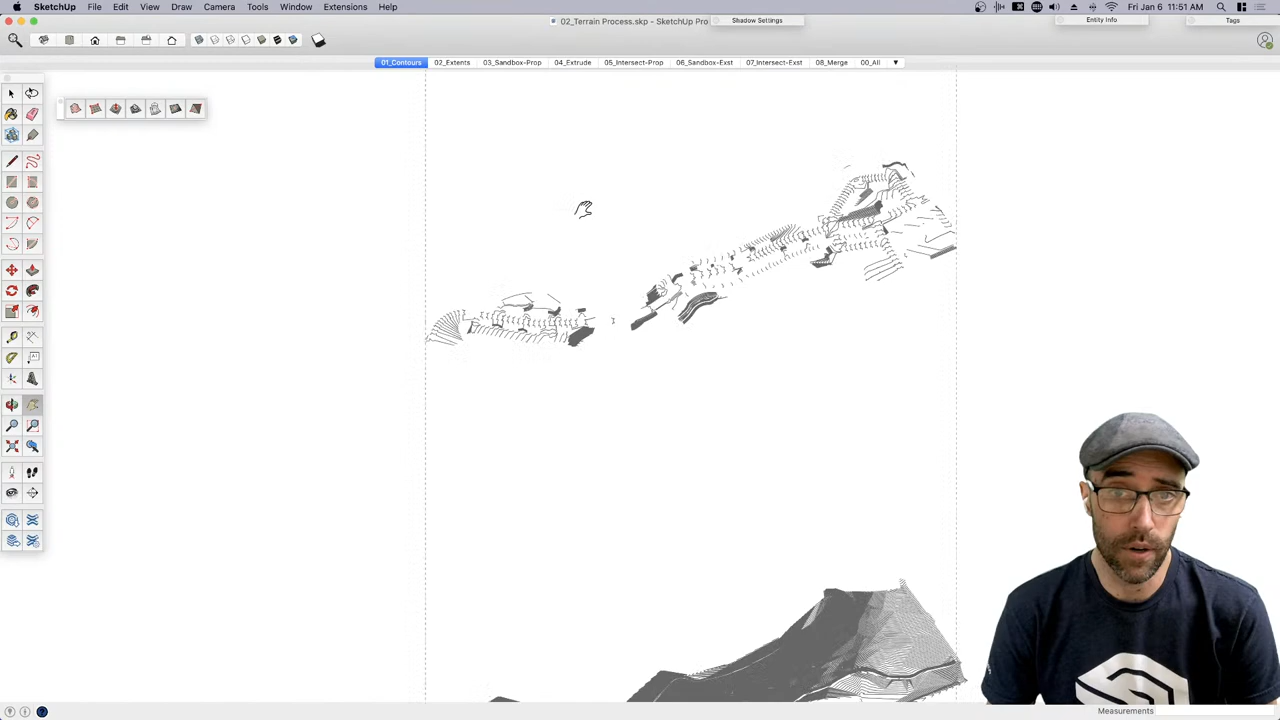 SketchUp File Edit View Draw Camera Tools Window Extensions Help Fri Jan 6 11:51 AM
02_Terrain Process.skp - SketchUp Pro Shadow Settings Entity Info Tags
01_Contours 02_Extents 03_Sandbox-Prop 04_Extrude 05_Intersect-Prop 06_Sandbox-Exst 07_Intersect-Exst 08_Merge 00_All
Measurements